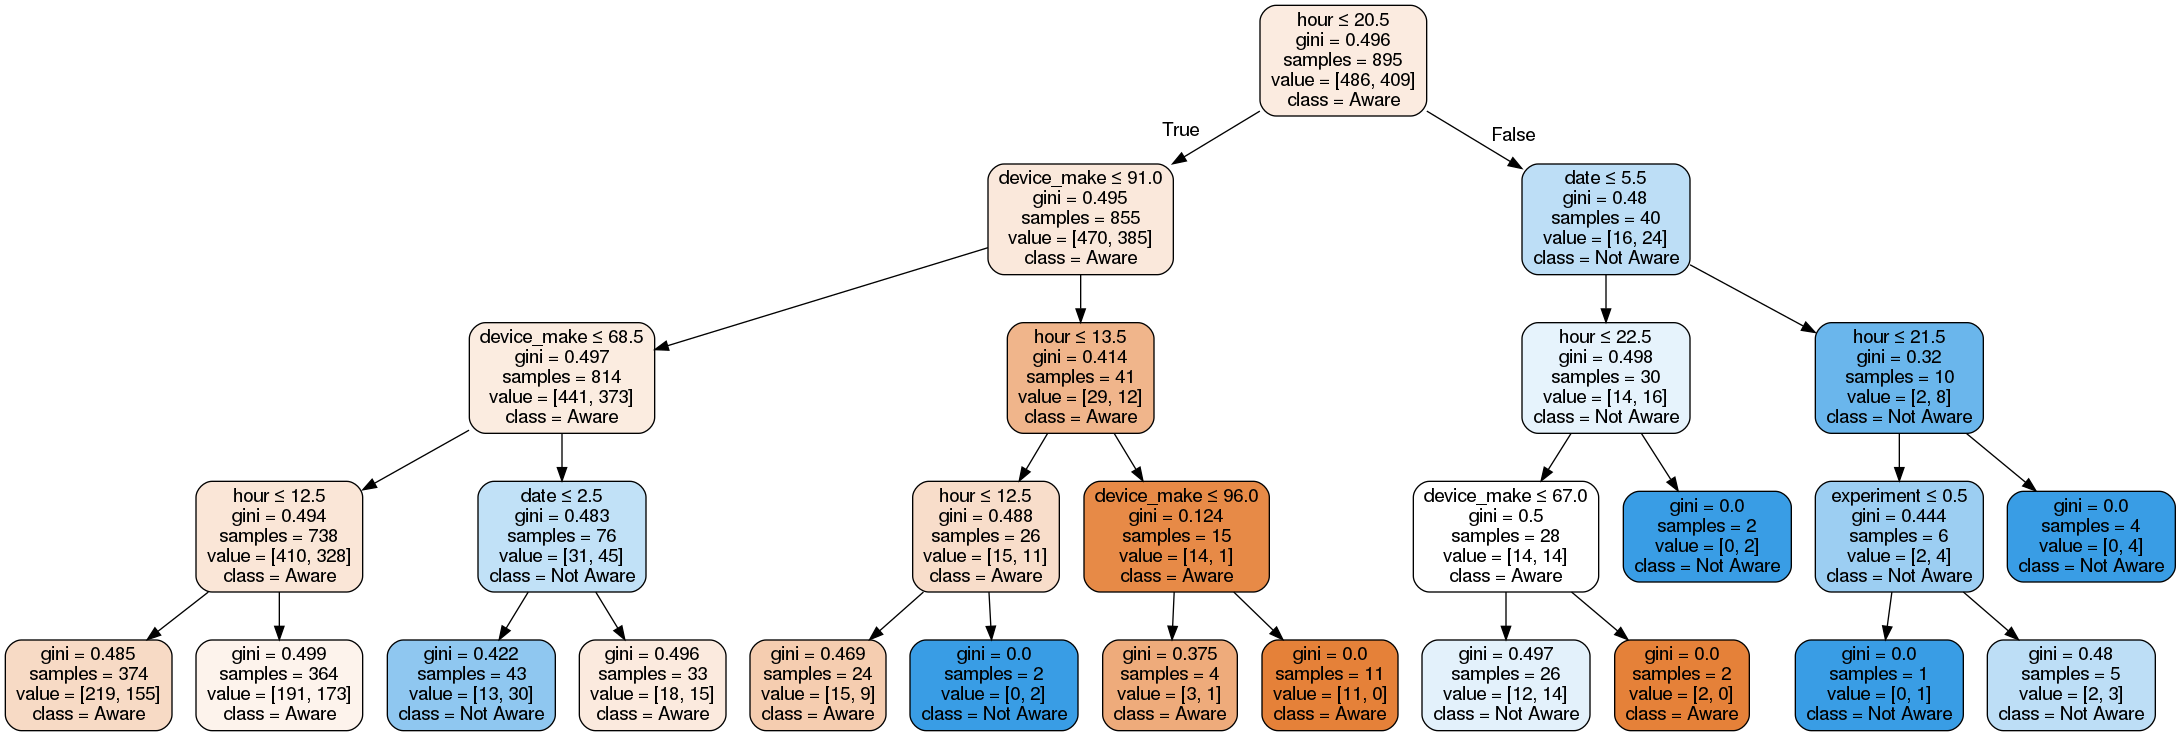 hour ≤ 20.5
gini = 0.496
samples = 895
value = [486, 409]
class = Aware
True
False
device_make ≤ 91.0
gini = 0.495
samples = 855
value = [470, 385]
class = Aware
date ≤ 5.5
gini = 0.48
samples = 40
value = [16, 24]
class = Not Aware
device_make ≤ 68.5
gini = 0.497
samples = 814
value = [441, 373]
class = Aware
hour ≤ 13.5
gini = 0.414
samples = 41
value = [29, 12]
class = Aware
hour ≤ 22.5
gini = 0.498
samples = 30
value = [14, 16]
class = Not Aware
hour ≤ 21.5
gini = 0.32
samples = 10
value = [2, 8]
class = Not Aware
hour ≤ 12.5
gini = 0.494
samples = 738
value = [410, 328]
class = Aware
date ≤ 2.5
gini = 0.483
samples = 76
value = [31, 45]
class = Not Aware
hour ≤ 12.5
gini = 0.488
samples = 26
value = [15, 11]
class = Aware
device_make ≤ 96.0
gini = 0.124
samples = 15
value = [14, 1]
class = Aware
device_make ≤ 67.0
gini = 0.5
samples = 28
value = [14, 14]
class = Aware
gini = 0.0
samples = 2
value = [0, 2]
class = Not Aware
experiment ≤ 0.5
gini = 0.444
samples = 6
value = [2, 4]
class = Not Aware
gini = 0.0
samples = 4
value = [0, 4]
class = Not Aware
gini = 0.485
samples = 374
value = [219, 155]
class = Aware
gini = 0.499
samples = 364
value = [191, 173]
class = Aware
gini = 0.422
samples = 43
value = [13, 30]
class = Not Aware
gini = 0.496
samples = 33
value = [18, 15]
class = Aware
gini = 0.469
samples = 24
value = [15, 9]
class = Aware
gini = 0.0
samples = 2
value = [0, 2]
class = Not Aware
gini = 0.375
samples = 4
value = [3, 1]
class = Aware
gini = 0.0
samples = 11
value = [11, 0]
class = Aware
gini = 0.497
samples = 26
value = [12, 14]
class = Not Aware
gini = 0.0
samples = 2
value = [2, 0]
class = Aware
gini = 0.0
samples = 1
value = [0, 1]
class = Not Aware
gini = 0.48
samples = 5
value = [2, 3]
class = Not Aware